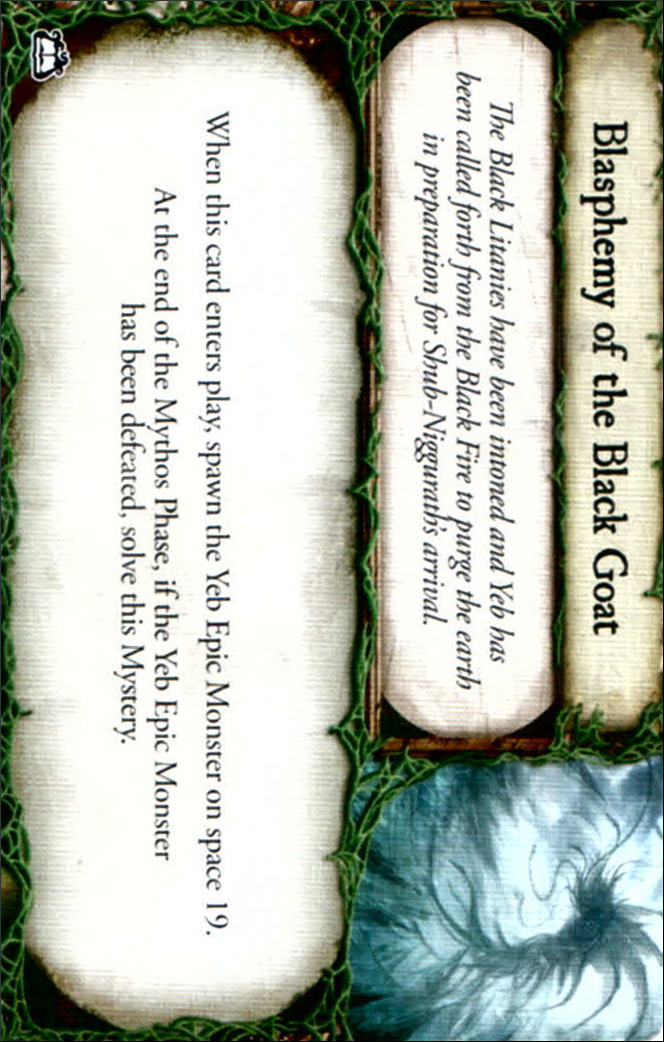 Blasphemy of the Black Goat
The Black Litanies have been intoned and Yeb has
been called forth from the Black Fire to purge the earth
in preparation for Shub-Niggurath's arrival.
When this card enters play, spawn the Yeb Epic Monster on space 19.
At the end of the Mythos Phase, if the Yeb Epic Monster
has been defeated, solve this Mystery.